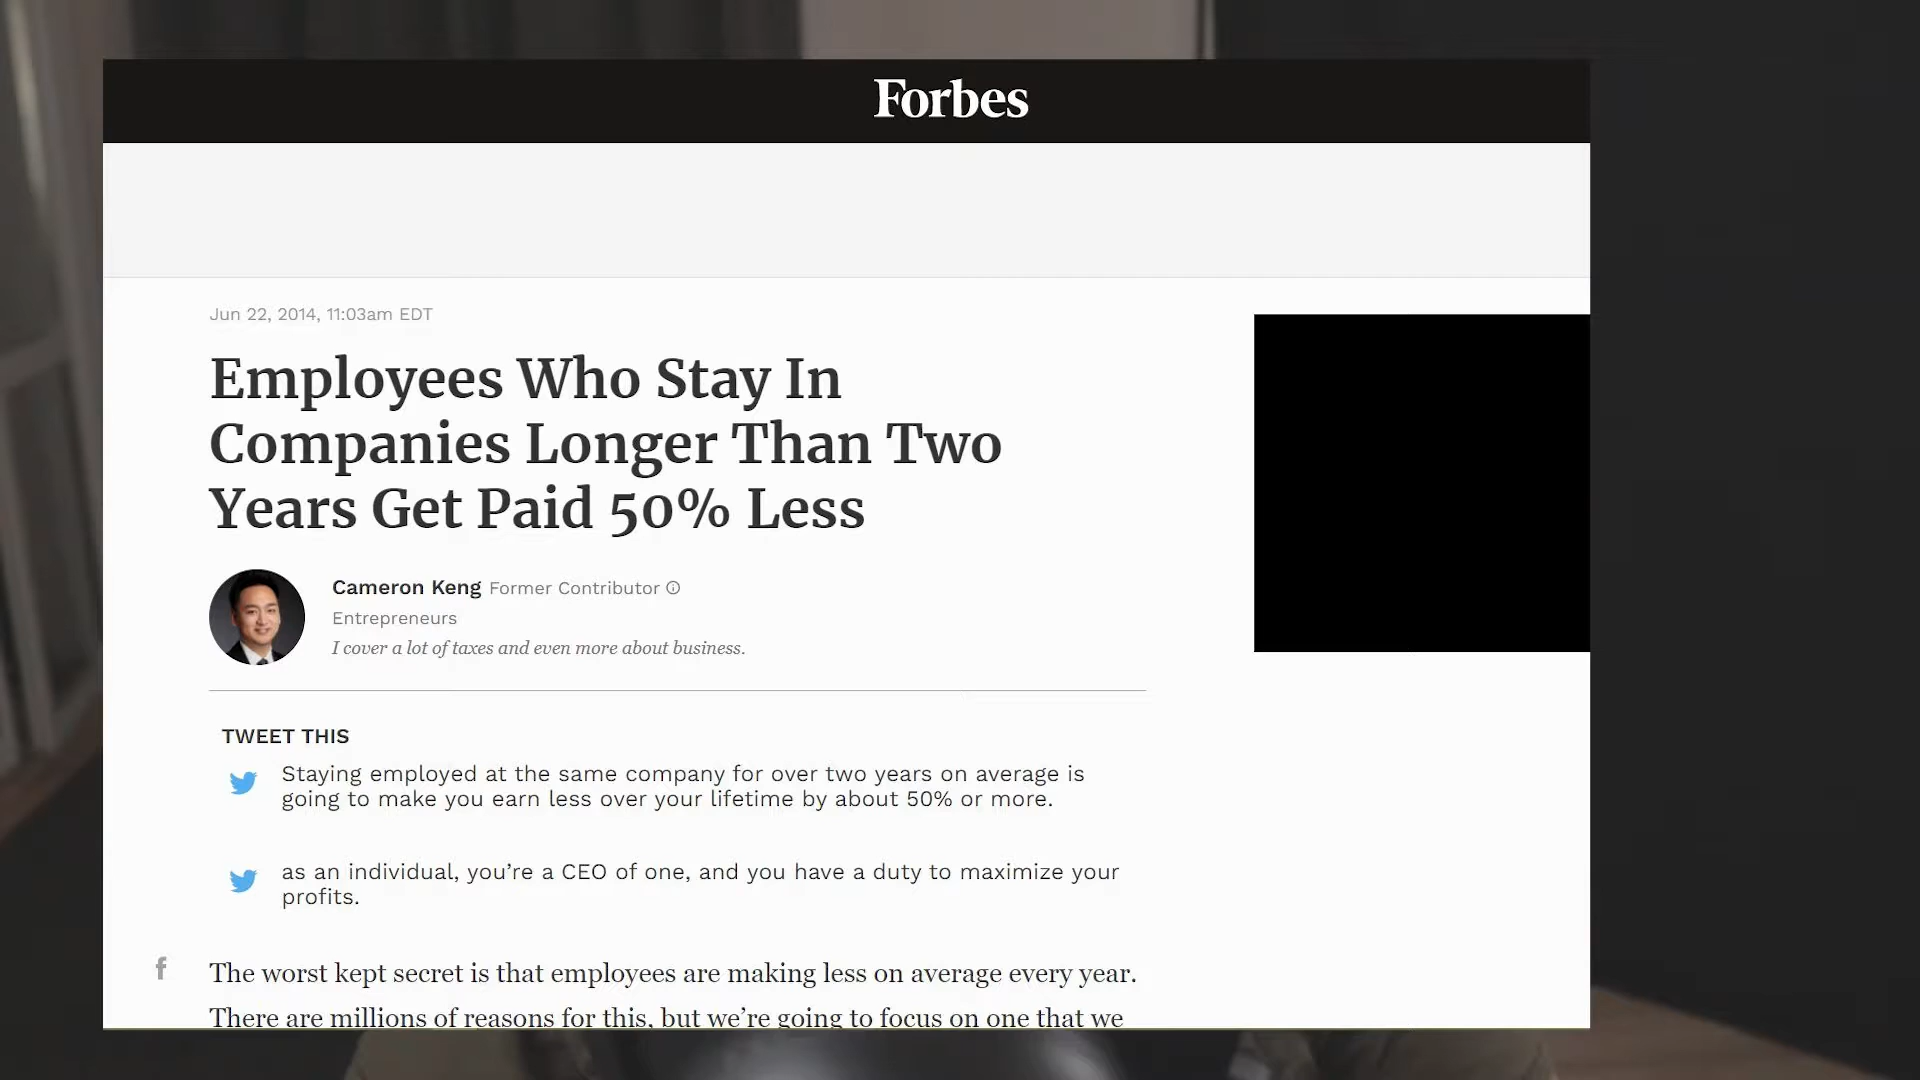 Forbes
Jun 22, 2014, 11:03am EDT
Employees Who Stay In
Companies Longer Than Two
Years Get Paid 50% Less
Cameron Keng Former Contributor
Entrepreneurs
I cover a lot of taxes and even more about business.
TWEET THIS
Staying employed at the same company for over two years on average is
going to make you earn less over your lifetime by about 50% or more.
as an individual, you’re a CEO of one, and you have a duty to maximize your
profits.
The worst kept secret is that employees are making less on average every year.
There are millions of reasons for this, but we’re going to focus on one that we